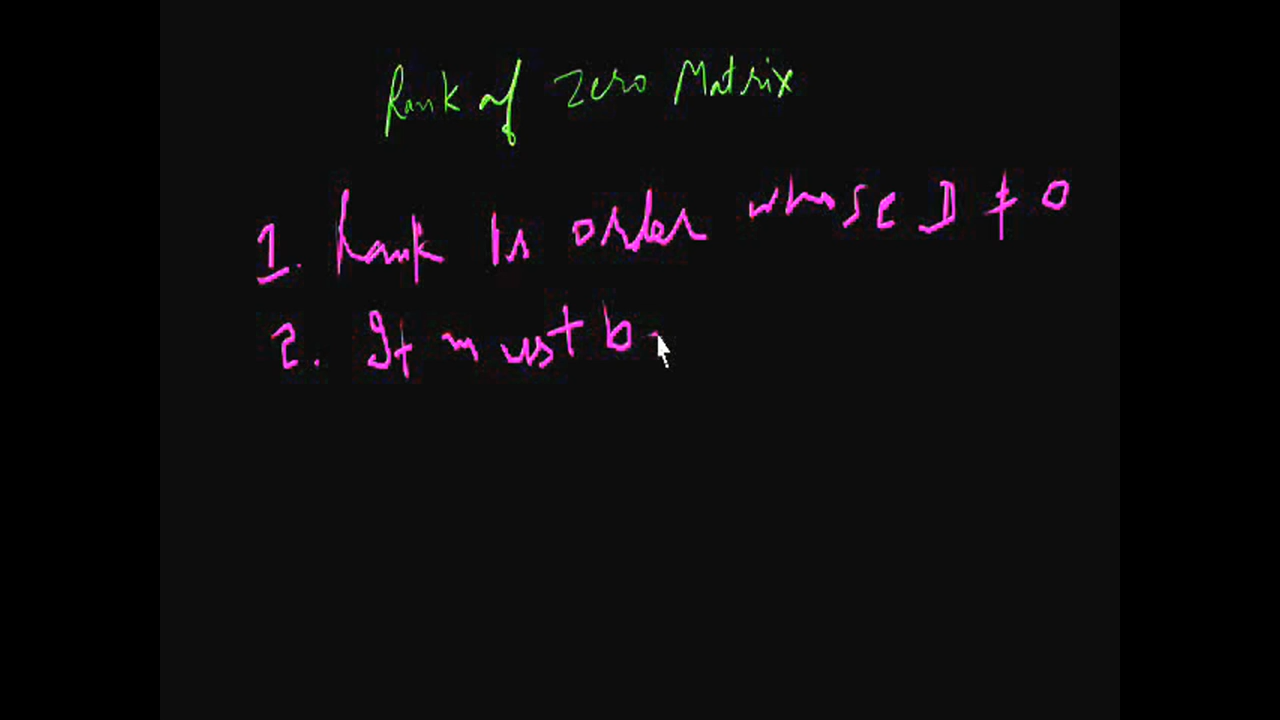 Rank of Zero Matrix
1. Rank Is order whose D ≠ 0
2. It must b